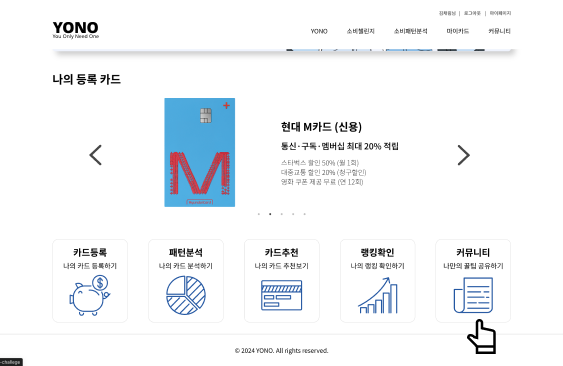 YONO
You Only Need One
로그아웃 | 마이페이지
YONO 소비챌린지 소비패턴분석 마이카드 커뮤니티
나의 등록 카드
M
현대 M카드 (신용)
통신·구독·멤버십 최대 20% 적립
스타벅스 할인 50% (월 1회)
대중교통 할인 20% (청구할인)
영화 쿠폰 제공 무료 (연 12회)
카드등록
나의 카드 등록하기
패턴분석
나의 카드 분석하기
카드추천
나의 카드 추천보기
랭킹확인
나의 랭킹 확인하기
커뮤니티
나만의 꿀팁 공유하기
$
© 2024 YONO. All rights reserved.
-challege